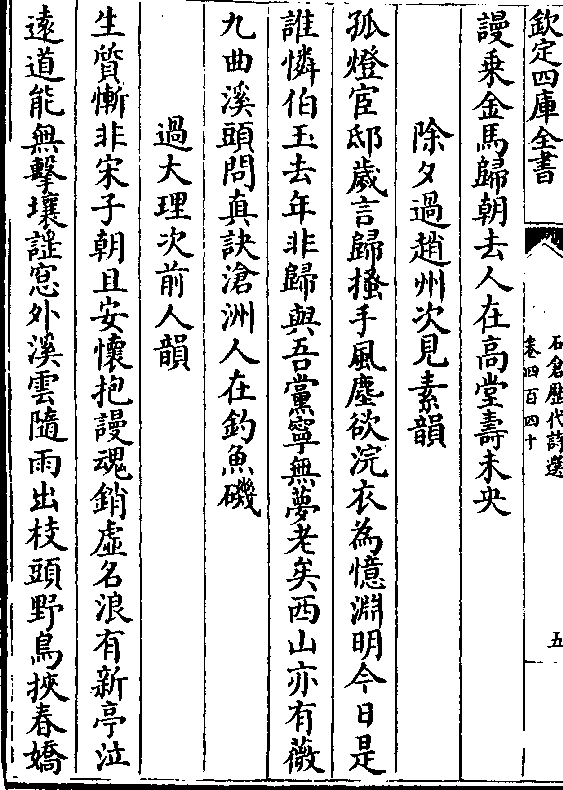 欽定四庫全書
石倉歴代詩選
卷四百四十
五
謾乗金馬歸朝去人在高堂壽未央
除夕過趙州次見素韻
孤燈宦邸歳言歸搔手風塵欲浣衣為憶淵明今日是
誰憐伯玉去年非歸與吾黨寜無夢老矣西山亦有薇
九曲溪頭問真訣滄洲人在釣魚磯
過大理次前人韻
生質慚非宋子朝且安懷抱謾魂銷虚名浪有新亭泣
逺道能無擊壤謡窓外溪雲隨雨出枝頭野鳥挾春嬌